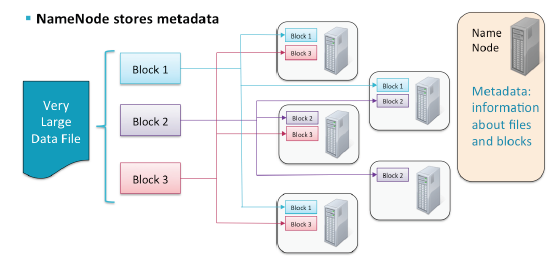 ▪ NameNode stores metadata
Very
Large
Data File
Block 1
Block 2
Block 3
Block 1
Block 3
Block 1
Block 2
Block 2
Block 3
Block 2
Block 1
Block 3
Name
Node
Metadata:
information
about files
and blocks